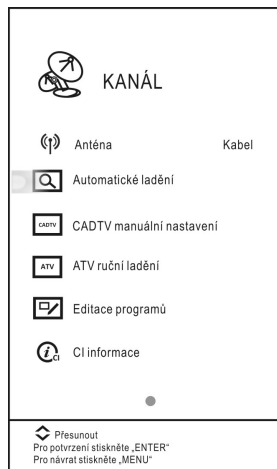 KANÁL
Anténa Kabel
Automatické ladění
CADTV CADTV manuální nastavení
ATV ATV ruční ladění
Editace programů
CI CI informace
Přesunout
Pro potvrzení stiskněte „ENTER“
Pro návrat stiskněte „MENU“